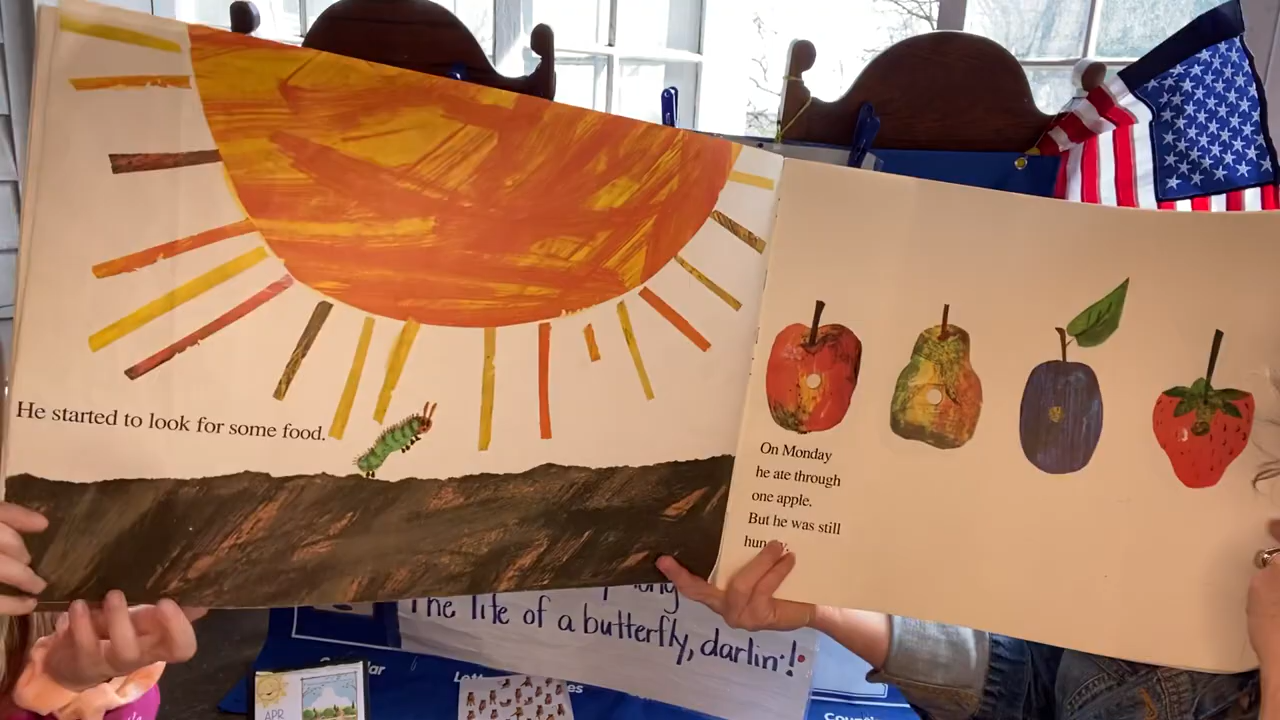 He started to look for some food.
On Monday
he ate through
one apple.
But he was still
The life of a butterfly, darlin'!
APR